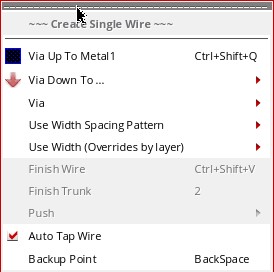 ~~~ Create Single Wire ~~~
Via Up To Metal1 Ctrl+Shift+Q
Via Down To ...
Via
Use Width Spacing Pattern
Use Width (Overrides by layer)
Finish Wire Ctrl+Shift+V
Finish Trunk 2
Push
Auto Tap Wire
Backup Point BackSpace